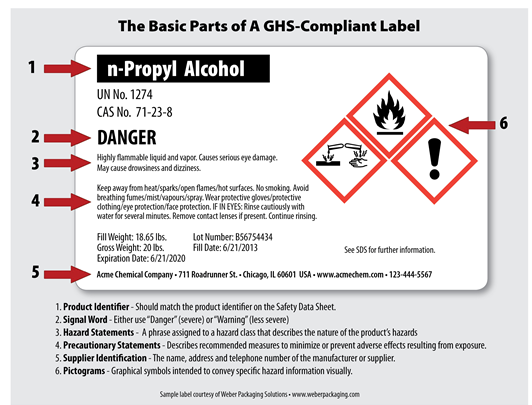 The Basic Parts of A GHS-Compliant Label
1
n-Propyl Alcohol
UN No. 1274
CAS No. 71-23-8
2
DANGER
3
Highly flammable liquid and vapor. Causes serious eye damage.
May cause drowsiness and dizziness.
4
Keep away from heat/sparks/open flames/hot surfaces. No smoking. Avoid
breathing fumes/mist/vapours/spray. Wear protective gloves/protective
clothing/eye protection/face protection. IF IN EYES: Rinse cautiously with
water for several minutes. Remove contact lenses if present. Continue rinsing.
6
Fill Weight: 18.65 lbs. Lot Number: B56754434
Gross Weight: 20 lbs. Fill Date: 6/21/2013
Expiration Date: 6/21/2020
See SDS for further information.
5
Acme Chemical Company • 711 Roadrunner St. • Chicago, IL 60601 USA • www.acmechem.com • 123-444-5567
1. Product Identifier - Should match the product identifier on the Safety Data Sheet.
2. Signal Word - Either use "Danger" (severe) or "Warning" (less severe)
3. Hazard Statements - A phrase assigned to a hazard class that describes the nature of the product's hazards
4. Precautionary Statements - Describes recommended measures to minimize or prevent adverse effects resulting from exposure.
5. Supplier Identification - The name, address and telephone number of the manufacturer or supplier.
6. Pictograms - Graphical symbols intended to convey specific hazard information visually.
Sample label courtesy of Weber Packaging Solutions • www.weberpackaging.com